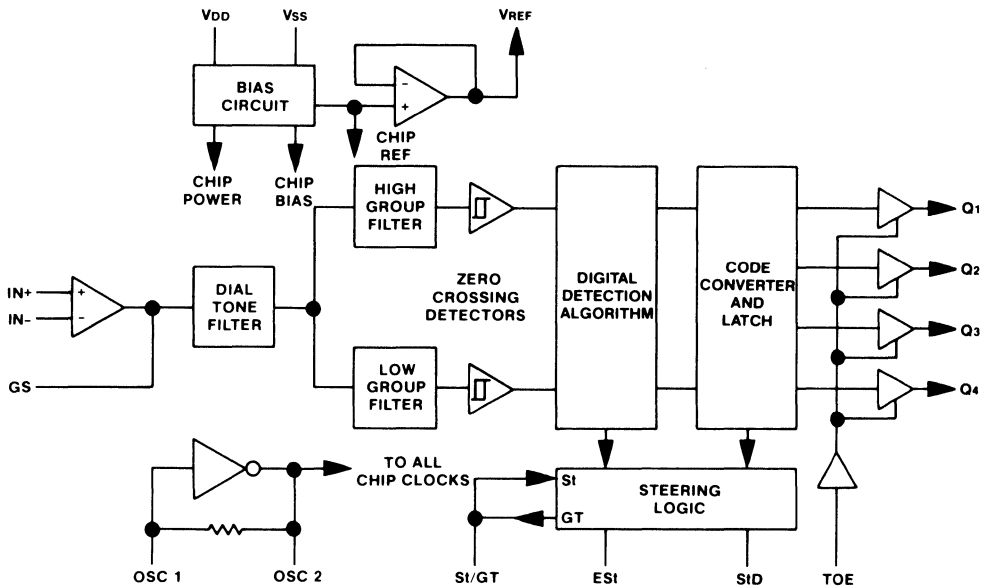 VDD
VSS
VREF
BIAS
CIRCUIT
-
+
CHIP
REF
CHIP
POWER
CHIP
BIAS
HIGH
GROUP
FILTER
Q1
IN+
IN-
+
-
DIAL
TONE
FILTER
ZERO
CROSSING
DETECTORS
DIGITAL
DETECTION
ALGORITHM
CODE
CONVERTER
AND
LATCH
Q2
Q3
GS
LOW
GROUP
FILTER
Q4
TO ALL
CHIP CLOCKS
St
GT
STEERING
LOGIC
OSC 1
OSC 2
St/GT
ESt
StD
TOE